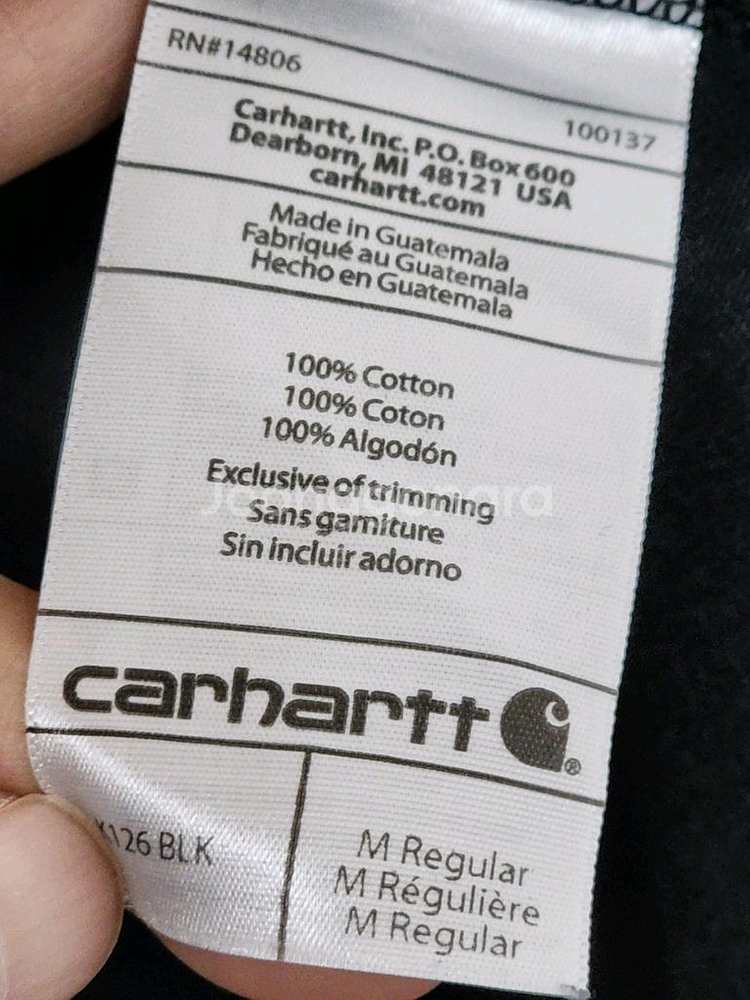 RN#14806
100137
Carhartt, Inc. P.O. Box 600
Dearborn, MI 48121 USA
carhartt.com
Made in Guatemala
Fabriqué au Guatemala
Hecho en Guatemala
100% Cotton
100% Coton
100% Algodón
Exclusive of trimming
Sans garniture
Sin incluir adorno
carhartt
®
126 BLK
M Regular
M Régulière
M Regular